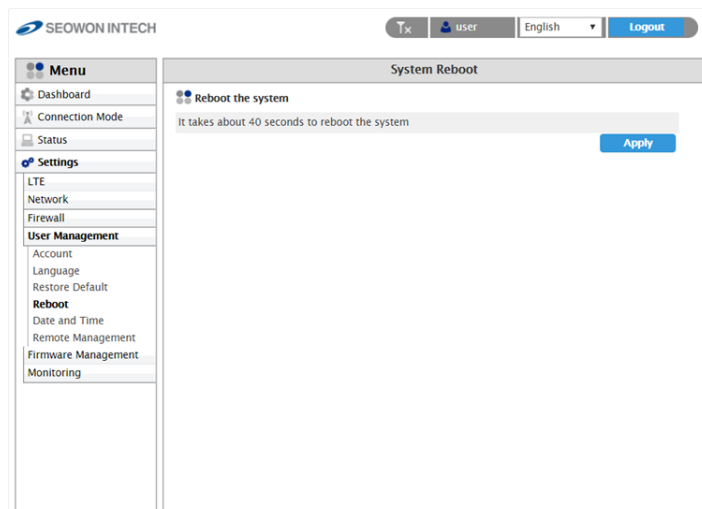 SEOWON INTECH
Tx
user
English
Logout
Menu
Dashboard
Connection Mode
Status
Settings
LTE
Network
Firewall
User Management
Account
Language
Restore Default
Reboot
Date and Time
Remote Management
Firmware Management
Monitoring
System Reboot
Reboot the system
It takes about 40 seconds to reboot the system
Apply